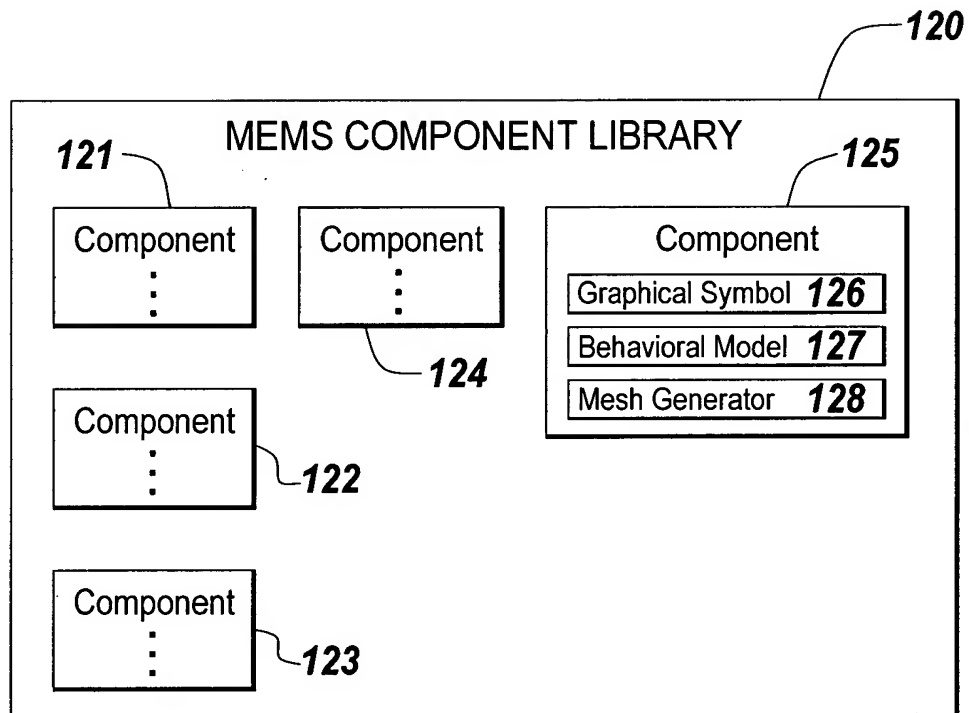 120
MEMS COMPONENT LIBRARY
121
125
Component
Component
Component
Graphical Symbol 126
Behavioral Model 127
Mesh Generator 128
124
Component
122
Component
123